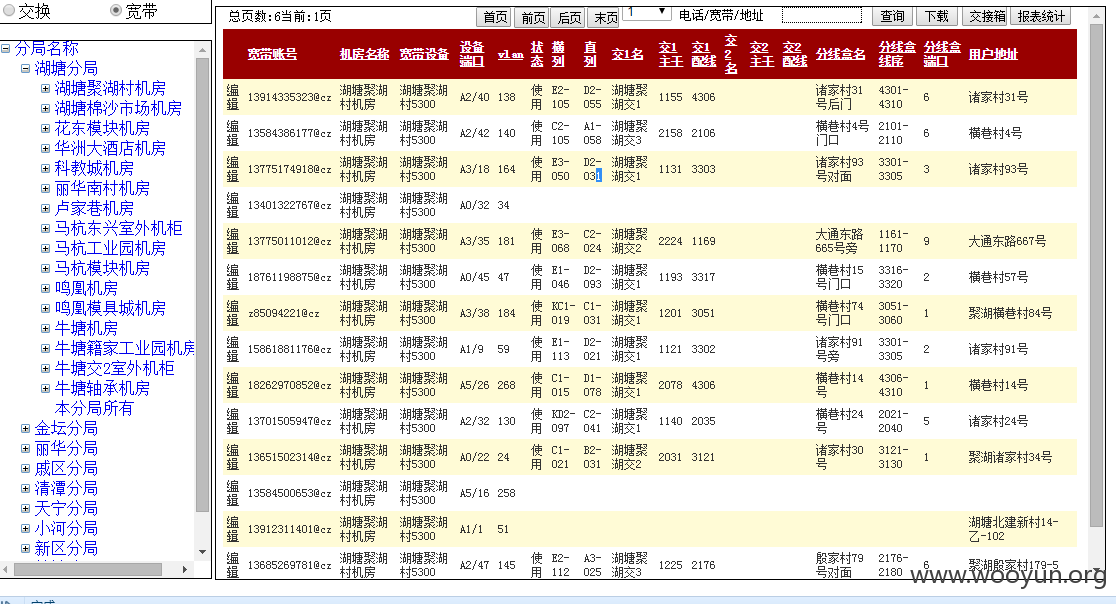 交换 宽带
总页数:6当前:1页 首页 前页 后页 末页 1 电话/宽带/地址 查询 下载 交接箱 报表统计
分局名称
湖塘分局
湖塘聚湖村机房
湖塘棉沙市场机房
花东模块机房
华洲大酒店机房
科教城机房
丽华南村机房
卢家巷机房
马杭东兴室外机柜
马杭工业园机房
马杭模块机房
鸣凰机房
鸣凰模具城机房
牛塘机房
牛塘籍家工业园机房
牛塘交2室外机柜
牛塘轴承机房
本分局所有
金坛分局
丽华分局
戚区分局
清潭分局
天宁分局
小河分局
新区分局
宽带账号 机房名称 宽带设备 设备端口 vlan 状态 横列 直列 交1名 交1主干 交1配线 交2名 交2主干 交2配线 分线盒名 分线盒线序 分线盒端口 用户地址
编辑 13914335323@cz 湖塘聚湖村机房 湖塘聚湖村5300 A2/40 138 使用 E2-105 D2-055 湖塘聚湖交1 1155 4306 诸家村31号后门 4301-4310 6 诸家村31号
编辑 13584386177@cz 湖塘聚湖村机房 湖塘聚湖村5300 A2/42 140 使用 C2-105 A1-058 湖塘聚湖交3 2158 2106 横巷村4号门口 2101-2110 6 横巷村4号
编辑 13775174918@cz 湖塘聚湖村机房 湖塘聚湖村5300 A3/18 164 使用 E3-050 D2-031 湖塘聚湖交1 1131 3303 诸家村93号对面 3301-3305 3 诸家村93号
编辑 13401322767@cz 湖塘聚湖村机房 湖塘聚湖村5300 A0/32 34
编辑 13775011012@cz 湖塘聚湖村机房 湖塘聚湖村5300 A3/35 181 使用 E3-068 C2-024 湖塘聚湖交2 2224 1169 大通东路665号旁 1161-1170 9 大通东路667号
编辑 18761198875@cz 湖塘聚湖村机房 湖塘聚湖村5300 A0/45 47 使用 E1-046 D2-093 湖塘聚湖交1 1193 3317 横巷村15号门口 3316-3320 2 横巷村57号
编辑 z85094221@cz 湖塘聚湖村机房 湖塘聚湖村5300 A3/38 184 使用 KC1-019 C1-031 湖塘聚湖交1 1201 3051 横巷村74号门口 3051-3060 1 聚湖横巷村84号
编辑 15861881176@cz 湖塘聚湖村机房 湖塘聚湖村5300 A1/9 59 使用 E1-113 D2-021 湖塘聚湖交1 1121 3302 诸家村91号旁 3301-3305 2 诸家村91号
编辑 18262970852@cz 湖塘聚湖村机房 湖塘聚湖村5300 A5/26 268 使用 C1-015 D1-078 湖塘聚湖交1 2078 4306 横巷村14号 4306-4310 1 横巷村14号
编辑 13701505947@cz 湖塘聚湖村机房 湖塘聚湖村5300 A2/32 130 使用 KD2-097 C2-041 湖塘聚湖交1 1140 2035 横巷村24号 2021-2040 5 诸家村24号
编辑 13651502314@cz 湖塘聚湖村机房 湖塘聚湖村5300 A0/22 24 使用 C1-021 B2-031 湖塘聚湖交2 2031 3121 诸家村30号 3121-3130 1 聚湖诸家村34号
编辑 13584500653@cz 湖塘聚湖村机房 湖塘聚湖村5300 A5/16 258
编辑 13912311401@cz 湖塘聚湖村机房 湖塘聚湖村5300 A1/1 51 湖塘北建新村14-乙-102
编辑 13685269781@cz 湖塘聚湖村机房 湖塘聚湖村5300 A2/47 145 使用 E2-112 A3-025 湖塘聚湖交3 1225 2176 殷家村79号对面 2176-2180 6 聚湖殷家村179-5
www.wooyun.org